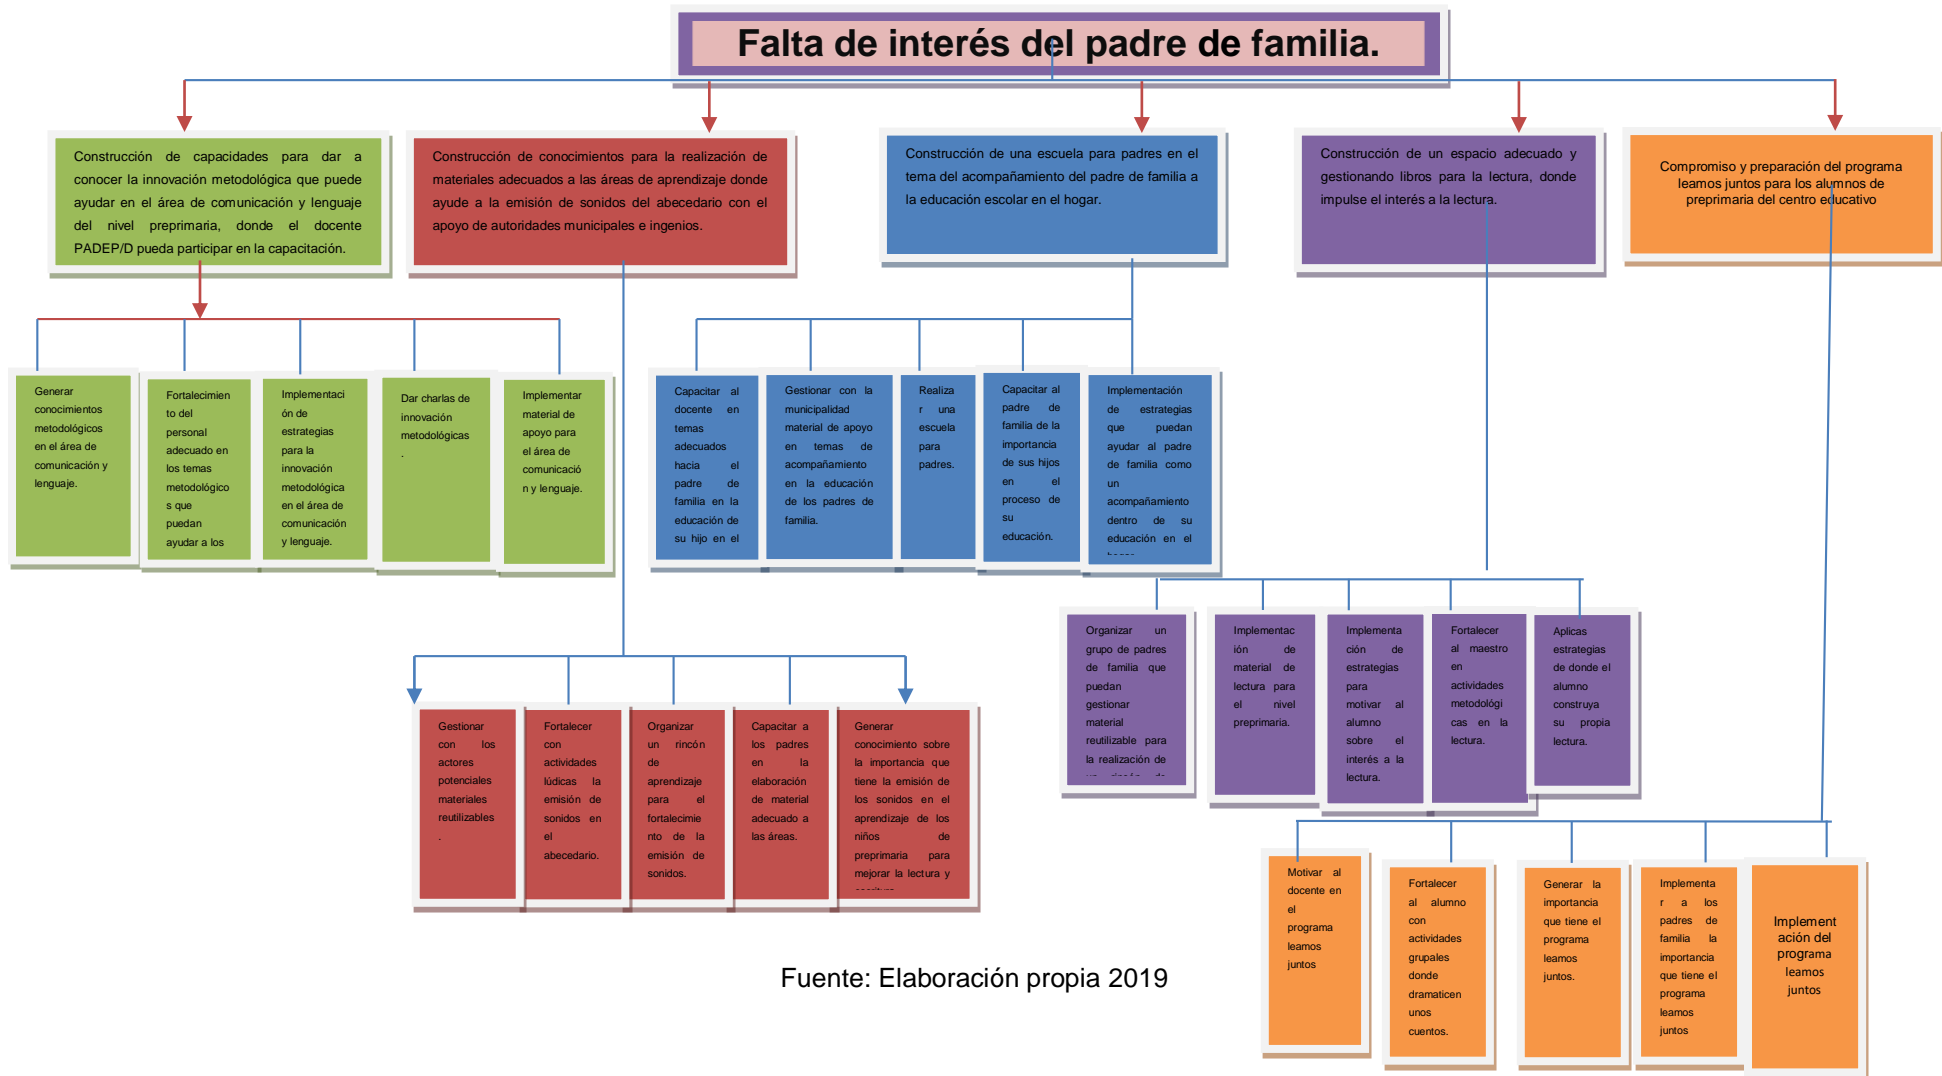 Falta de interés del padre de familia.
Construcción de capacidades para dar a
conocer la innovación metodológica que puede
ayudar en el área de comunicación y lenguaje
del nivel preprimaria, donde el docente
PADEP/D pueda participar en la capacitación.
Construcción de conocimientos para la realización de
materiales adecuados a las áreas de aprendizaje donde
ayude a la emisión de sonidos del abecedario con el
apoyo de autoridades municipales e ingenios.
Construcción de una escuela para padres en el
tema del acompañamiento del padre de familia a
la educación escolar en el hogar.
Construcción de un espacio adecuado y
gestionando libros para la lectura, donde
impulse el interés a la lectura.
Compromiso y preparación del programa
leamos juntos para los alumnos de
preprimaria del centro educativo
Generar
conocimientos
metodológicos
en el área de
comunicación y
lenguaje.
Fortalecimien
to del
personal
adecuado en
los temas
metodológico
s que
puedan
ayudar a los
Implementaci
ón de
estrategias
para la
innovación
metodológica
en el área de
comunicación
y lenguaje.
Dar charlas de
innovación
metodológicas
.
Implementar
material de
apoyo para
el área de
comunicació
n y lenguaje.
Capacitar al
docente en
temas
adecuados
hacia el
padre de
familia en la
educación de
su hijo en el
Gestionar con la
municipalidad
material de apoyo
en temas de
acompañamiento
en la educación
de los padres de
familia.
Realiza
r una
escuela
para
padres.
Capacitar al
padre de
familia de la
importancia
de sus hijos
en el
proceso de
su
educación.
Implementación
de estrategias
que puedan
ayudar al padre
de familia como
un
acompañamiento
dentro de su
educación en el
Organizar un
grupo de padres
de familia que
puedan
gestionar
material
reutilizable para
la realización de
Implementac
ión de
material de
lectura para
el nivel
preprimaria.
Implementa
ción de
estrategias
para
motivar al
alumno
sobre el
interés a la
lectura.
Fortalecer
al maestro
en
actividades
metodológi
cas en la
lectura.
Aplicas
estrategias
de donde el
alumno
construya
su propia
lectura.
Gestionar
con los
actores
potenciales
materiales
reutilizables
.
Fortalecer
con
actividades
lúdicas la
emisión de
sonidos en
el
abecedario.
Organizar
un rincón
de
aprendizaje
para el
fortalecimie
nto de la
emisión de
sonidos.
Capacitar a
los padres
en la
elaboración
de material
adecuado a
las áreas.
Generar
conocimiento sobre
la importancia que
tiene la emisión de
los sonidos en el
aprendizaje de los
niños de
preprimaria para
mejorar la lectura y
Motivar al
docente en
el
programa
leamos
juntos
Fortalecer
al alumno
con
actividades
grupales
donde
dramaticen
unos
cuentos.
Generar la
importancia
que tiene el
programa
leamos
juntos.
Implementa
r a los
padres de
familia la
importancia
que tiene el
programa
leamos
juntos
Implement
ación del
programa
leamos
juntos
Fuente: Elaboración propia 2019